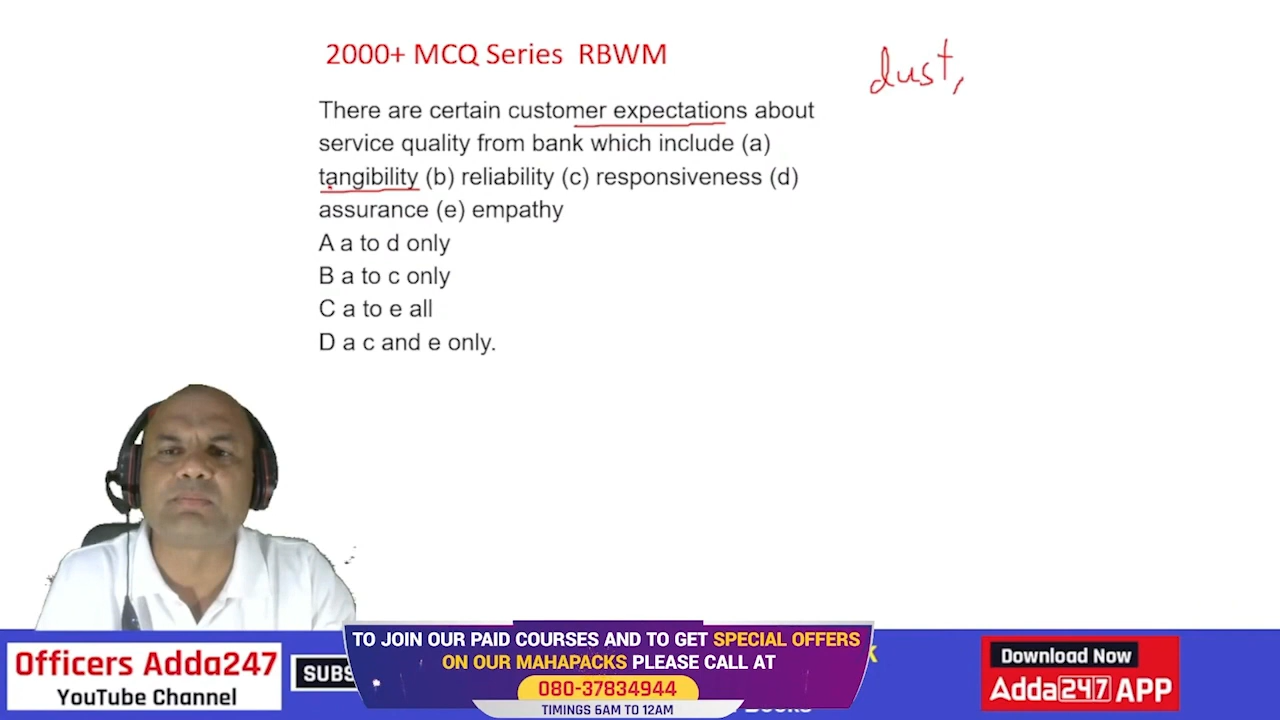 2000+ MCQ Series RBWM
dust,
There are certain customer expectations about
service quality from bank which include (a)
tangibility (b) reliability (c) responsiveness (d)
assurance (e) empathy
A a to d only
B a to c only
C a to e all
D a c and e only.
TO JOIN OUR PAID COURSES AND TO GET SPECIAL OFFERS
ON OUR MAHAPACKS PLEASE CALL AT
080-37834944
TIMINGS 6AM TO 12AM
Officers Adda247
YouTube Channel
SUBS
Download Now
Adda247 APP